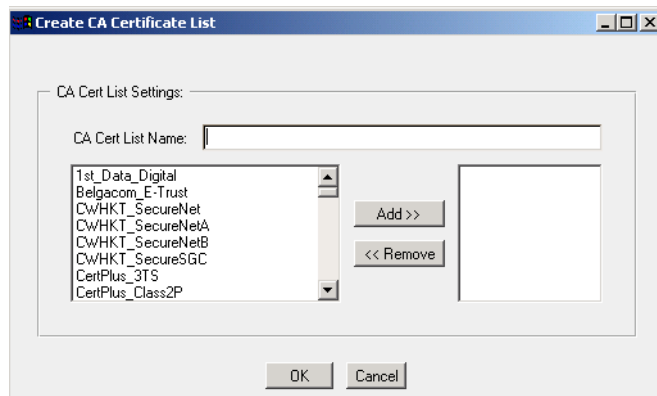 Create CA Certificate List
CA Cert List Settings:
CA Cert List Name:
1st_Data_Digital
Belgacom_E-Trust
CWHKT_SecureNet
CWHKT_SecureNetA
CWHKT_SecureNetB
CWHKT_SecureSGC
CertPlus_3TS
CertPlus_Class2P
Add >>
<< Remove
OK
Cancel